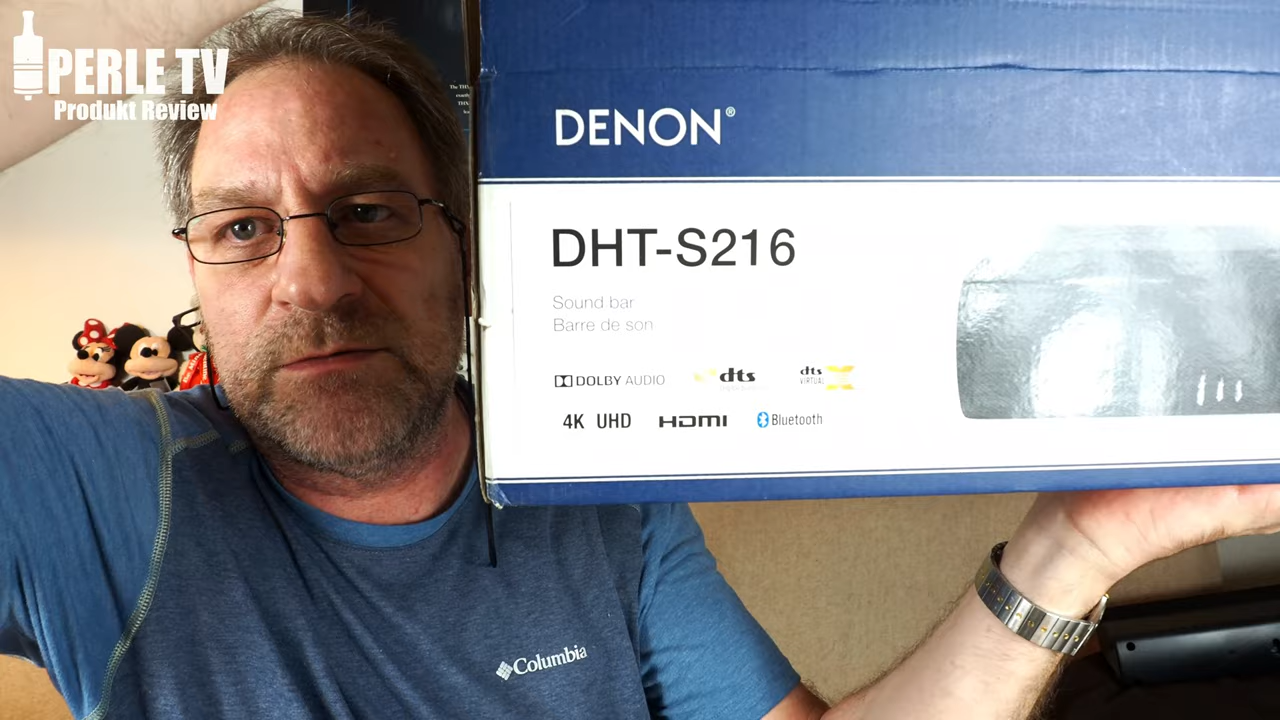 PERLE TV
Produkt Review
DENON®
DHT-S216
Sound bar
Barre de son
DOLBY AUDIO
dts
dts
VIRTUAL:X
4K UHD
HDMI
Bluetooth
Columbia